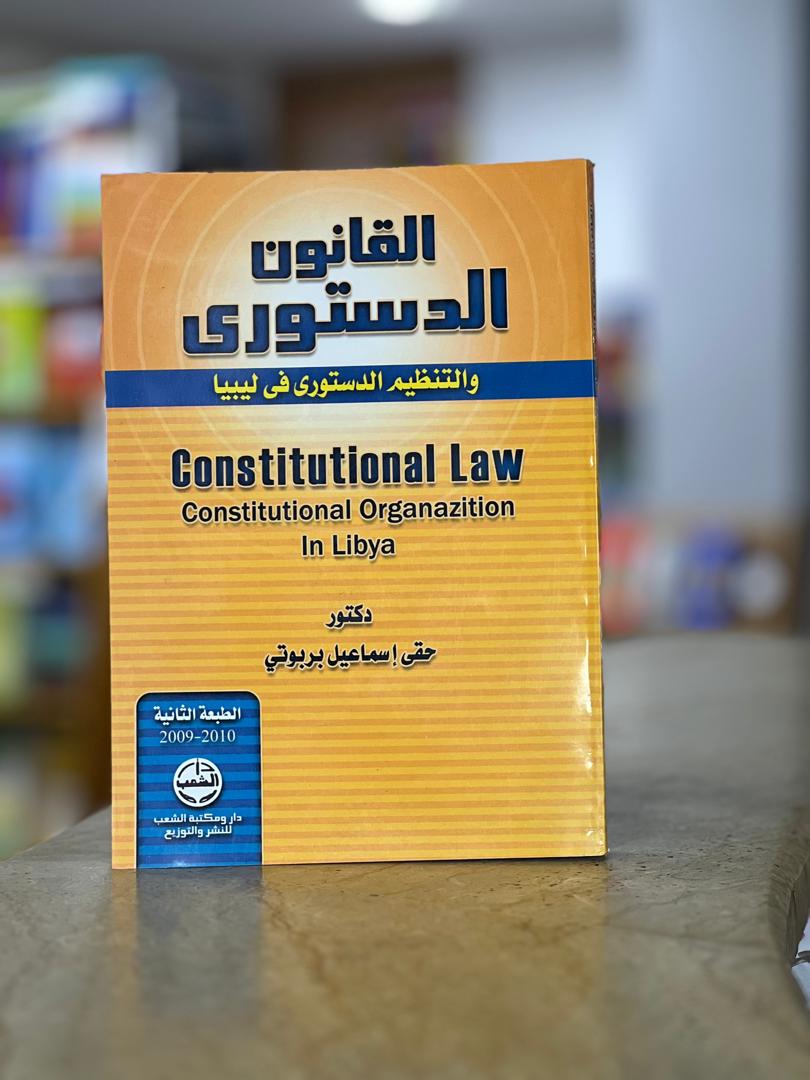 القانون
الدستورى
والتنظيم الدستورى فى ليبيا
Constitutional Law
Constitutional Organazition
In Libya
دكتور
حقى إسماعيل بربوتي
الطبعة الثانية
2009-2010
دار
الشعب
دار ومكتبة الشعب
للنشر والتوزيع